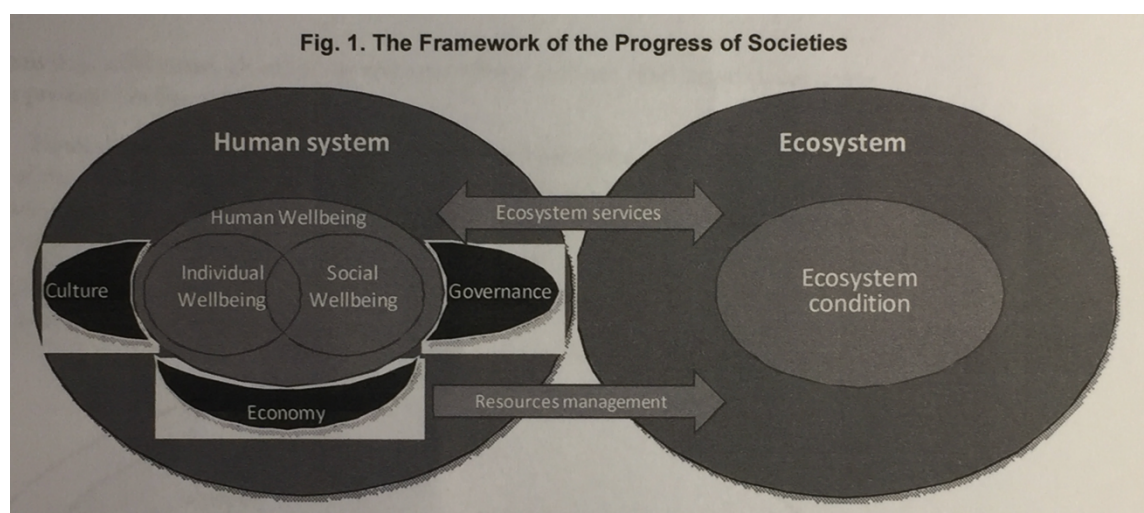 Fig. 1. The Framework of the Progress of Societies
Human system
Ecosystem
Ecosystem services
Human Wellbeing
Individual
Wellbeing
Social
Wellbeing
Culture
Governance
Ecosystem
condition
Economy
Resources management